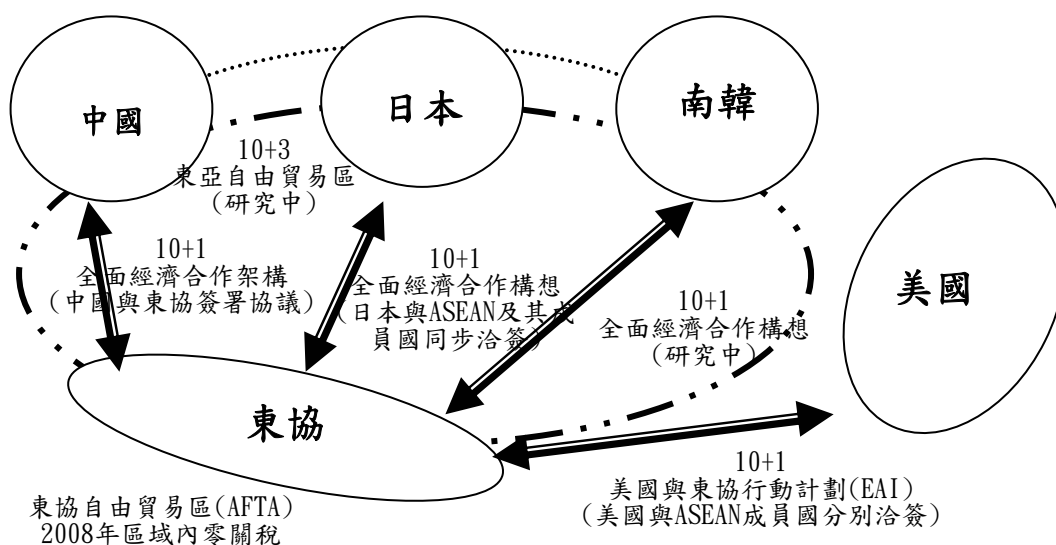 中國
日本
南韓
10+3
東亞自由貿易區
(研究中)
美國
10+1
全面經濟合作架構
(中國與東協簽署協議)
10+1
全面經濟合作構想
(日本與ASEAN及其成
員國同步洽簽)
10+1
全面經濟合作構想
(研究中)
東協
10+1
美國與東協行動計劃(EAI)
(美國與ASEAN成員國分別洽簽)
東協自由貿易區(AFTA)
2008年區域內零關稅